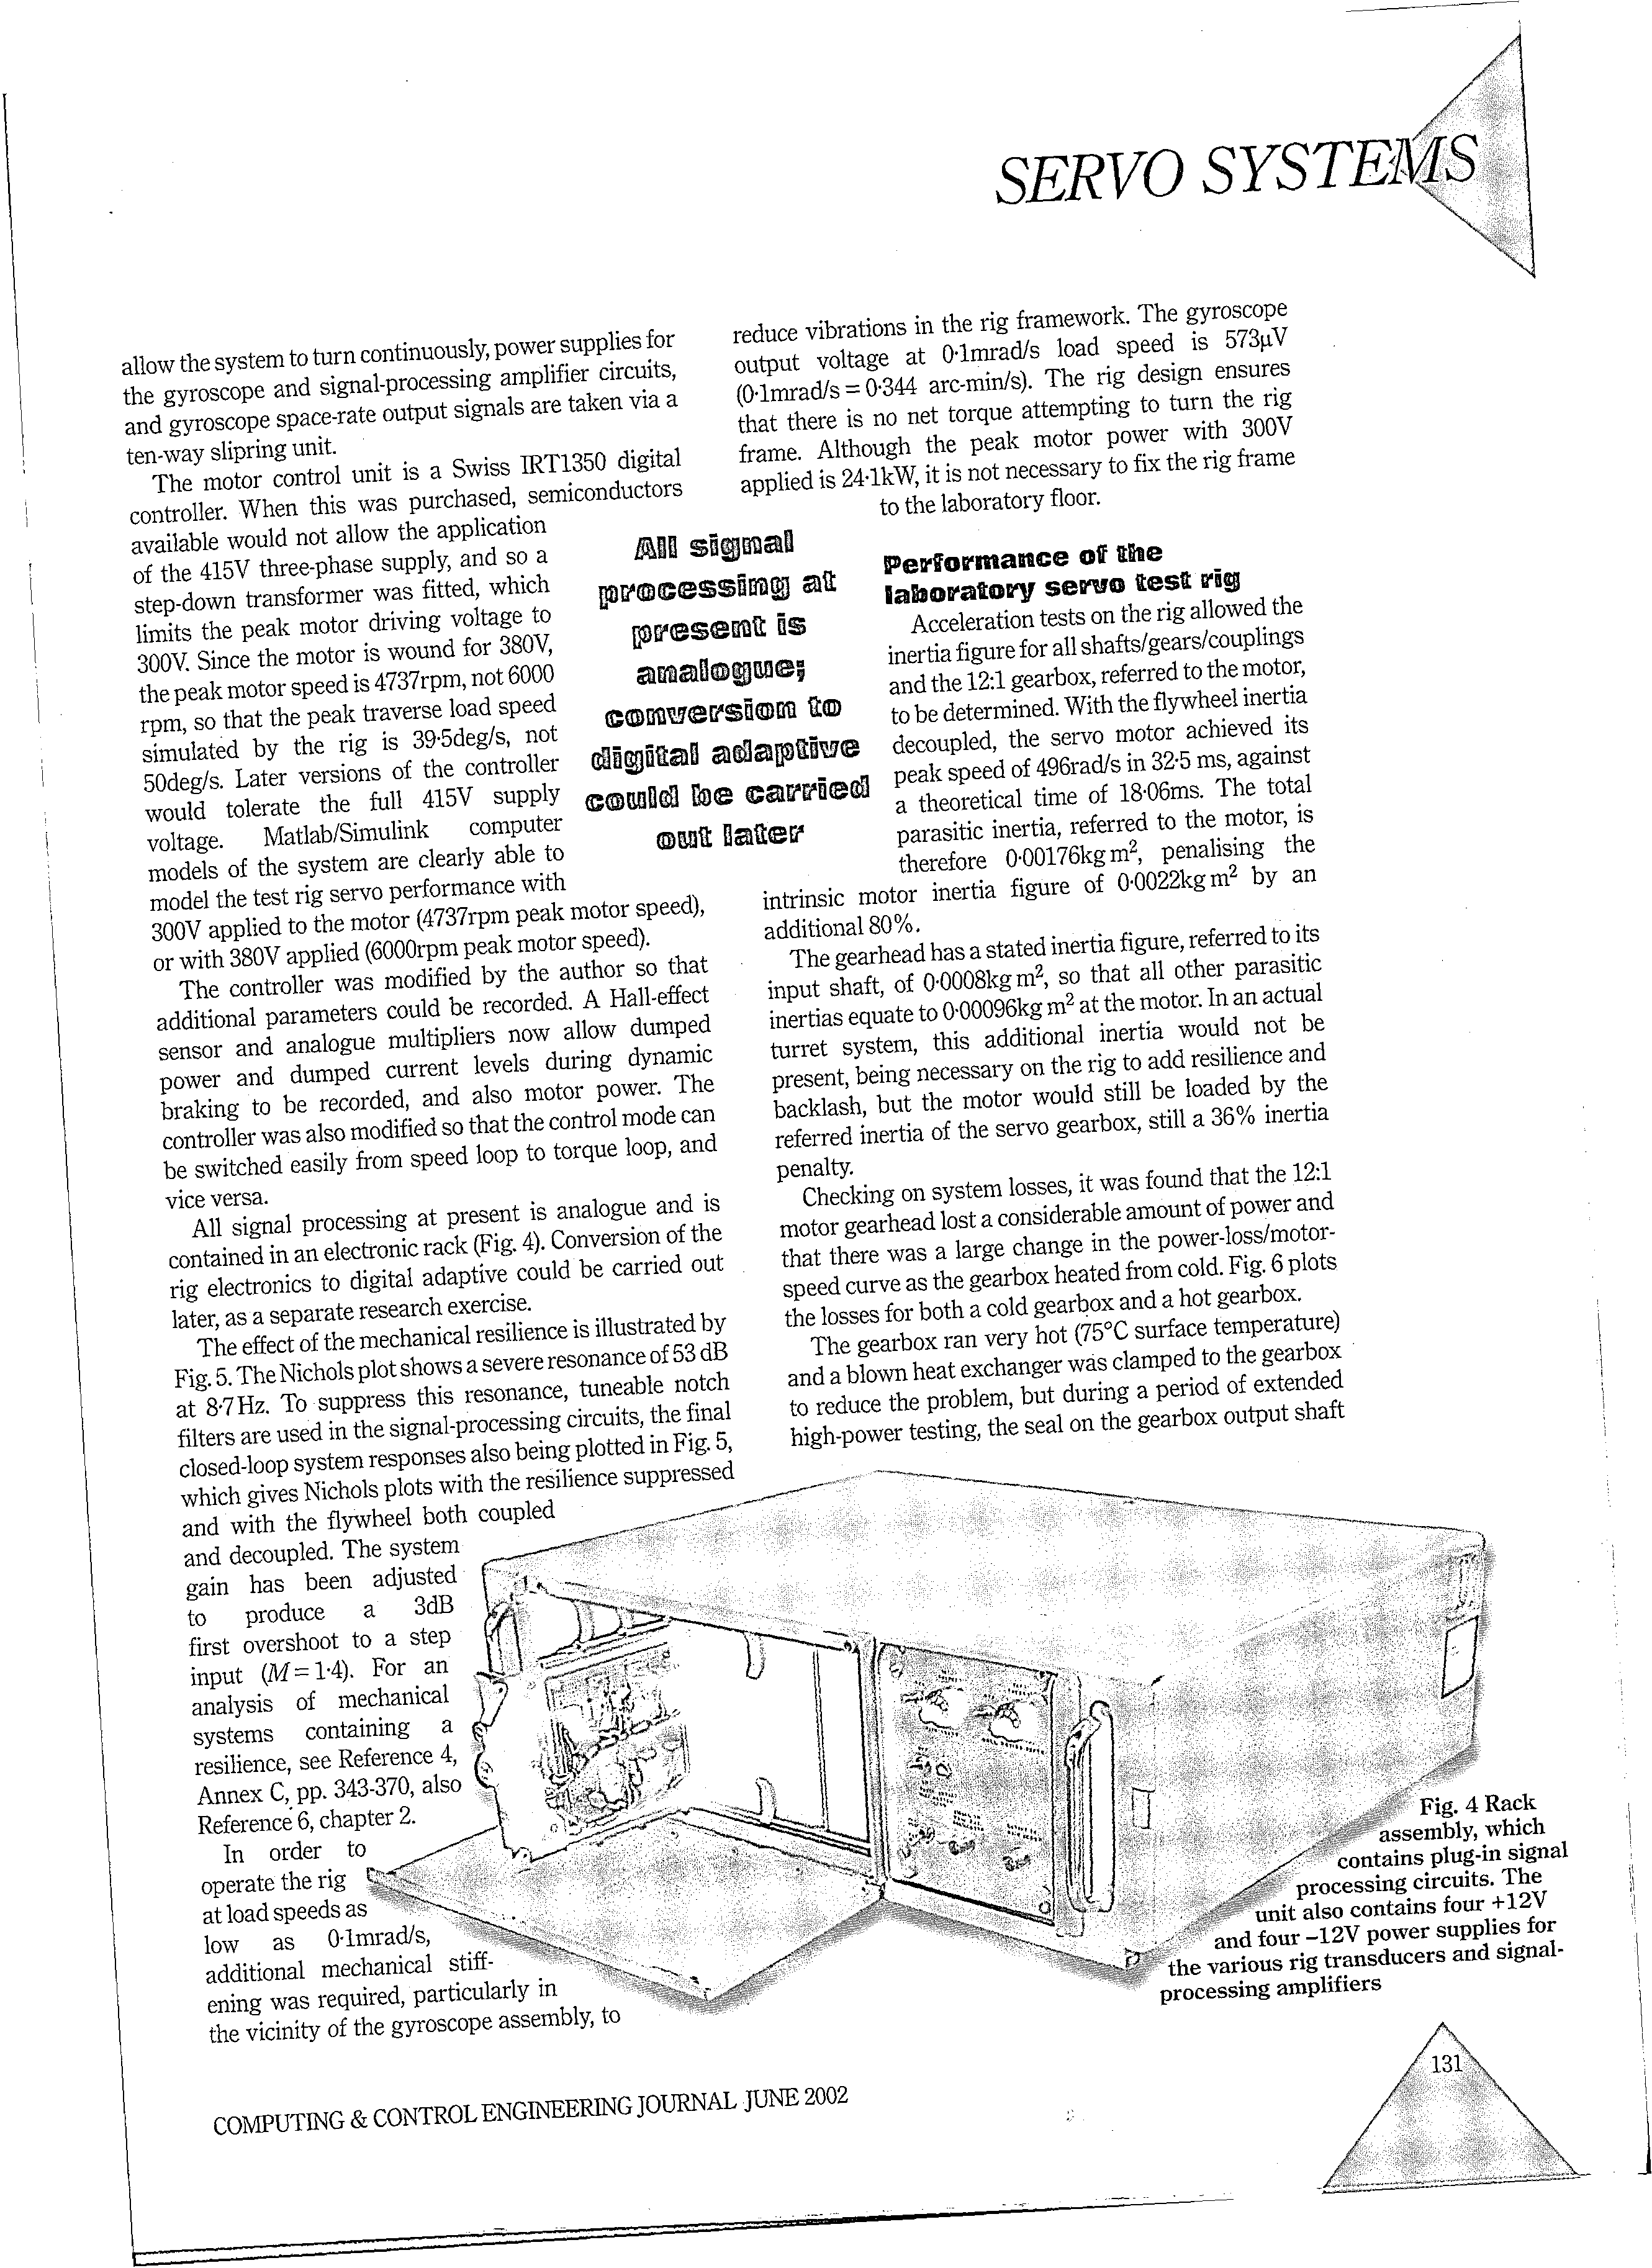 SERVO SYSTEMS
allow the system to turn continuously, power supplies for
the gyroscope and signal-processing amplifier circuits,
and gyroscope space-rate output signals are taken via a
ten-way slipring unit.
The motor control unit is a Swiss IRT1350 digital
controller. When this was purchased, semiconductors
available would not allow the application
of the 415V three-phase supply, and so a
step-down transformer was fitted, which
limits the peak motor driving voltage to
300V. Since the motor is wound for 380V,
the peak motor speed is 4737rpm, not 6000
rpm, so that the peak traverse load speed
simulated by the rig is 39·5deg/s, not
50deg/s. Later versions of the controller
would tolerate the full 415V supply
voltage. Matlab/Simulink computer
models of the system are clearly able to
model the test rig servo performance with
300V applied to the motor (4737rpm peak motor speed),
or with 380V applied (6000rpm peak motor speed).
The controller was modified by the author so that
additional parameters could be recorded. A Hall-effect
sensor and analogue multipliers now allow dumped
power and dumped current levels during dynamic
braking to be recorded, and also motor power. The
controller was also modified so that the control mode can
be switched easily from speed loop to torque loop, and
vice versa.
All signal processing at present is analogue and is
contained in an electronic rack (Fig. 4). Conversion of the
rig electronics to digital adaptive could be carried out
later, as a separate research exercise.
The effect of the mechanical resilience is illustrated by
Fig. 5. The Nichols plot shows a severe resonance of 53 dB
at 8·7 Hz. To suppress this resonance, tuneable notch
filters are used in the signal-processing circuits, the final
closed-loop system responses also being plotted in Fig. 5,
which gives Nichols plots with the resilience suppressed
and with the flywheel both coupled
and decoupled. The system
gain has been adjusted
to produce a 3dB
first overshoot to a step
input (M = 1·4). For an
analysis of mechanical
systems containing a
resilience, see Reference 4,
Annex C, pp. 343-370, also
Reference 6, chapter 2.
In order to
operate the rig
at load speeds as
low as 0·1mrad/s,
additional mechanical stiff-
ening was required, particularly in
the vicinity of the gyroscope assembly, to
All signal
processing at
present is
analogue;
conversion to
digital adaptive
could be carried
out later
reduce vibrations in the rig framework. The gyroscope
output voltage at 0·1mrad/s load speed is 573μV
(0·1mrad/s = 0·344 arc-min/s). The rig design ensures
that there is no net torque attempting to turn the rig
frame. Although the peak motor power with 300V
applied is 24·1kW, it is not necessary to fix the rig frame
to the laboratory floor.
Performance of the
laboratory servo test rig
Acceleration tests on the rig allowed the
inertia figure for all shafts/gears/couplings
and the 12:1 gearbox, referred to the motor,
to be determined. With the flywheel inertia
decoupled, the servo motor achieved its
peak speed of 496rad/s in 32·5 ms, against
a theoretical time of 18·06ms. The total
parasitic inertia, referred to the motor, is
therefore 0·00176kg m², penalising the
intrinsic motor inertia figure of 0·0022kg m² by an
additional 80%.
The gearhead has a stated inertia figure, referred to its
input shaft, of 0·0008kg m², so that all other parasitic
inertias equate to 0·00096kg m² at the motor. In an actual
turret system, this additional inertia would not be
present, being necessary on the rig to add resilience and
backlash, but the motor would still be loaded by the
referred inertia of the servo gearbox, still a 36% inertia
penalty.
Checking on system losses, it was found that the 12:1
motor gearhead lost a considerable amount of power and
that there was a large change in the power-loss/motor-
speed curve as the gearbox heated from cold. Fig. 6 plots
the losses for both a cold gearbox and a hot gearbox.
The gearbox ran very hot (75°C surface temperature)
and a blown heat exchanger was clamped to the gearbox
to reduce the problem, but during a period of extended
high-power testing, the seal on the gearbox output shaft
Fig. 4 Rack
assembly, which
contains plug-in signal
processing circuits. The
unit also contains four +12V
and four –12V power supplies for
the various rig transducers and signal-
processing amplifiers
COMPUTING & CONTROL ENGINEERING JOURNAL JUNE 2002
131